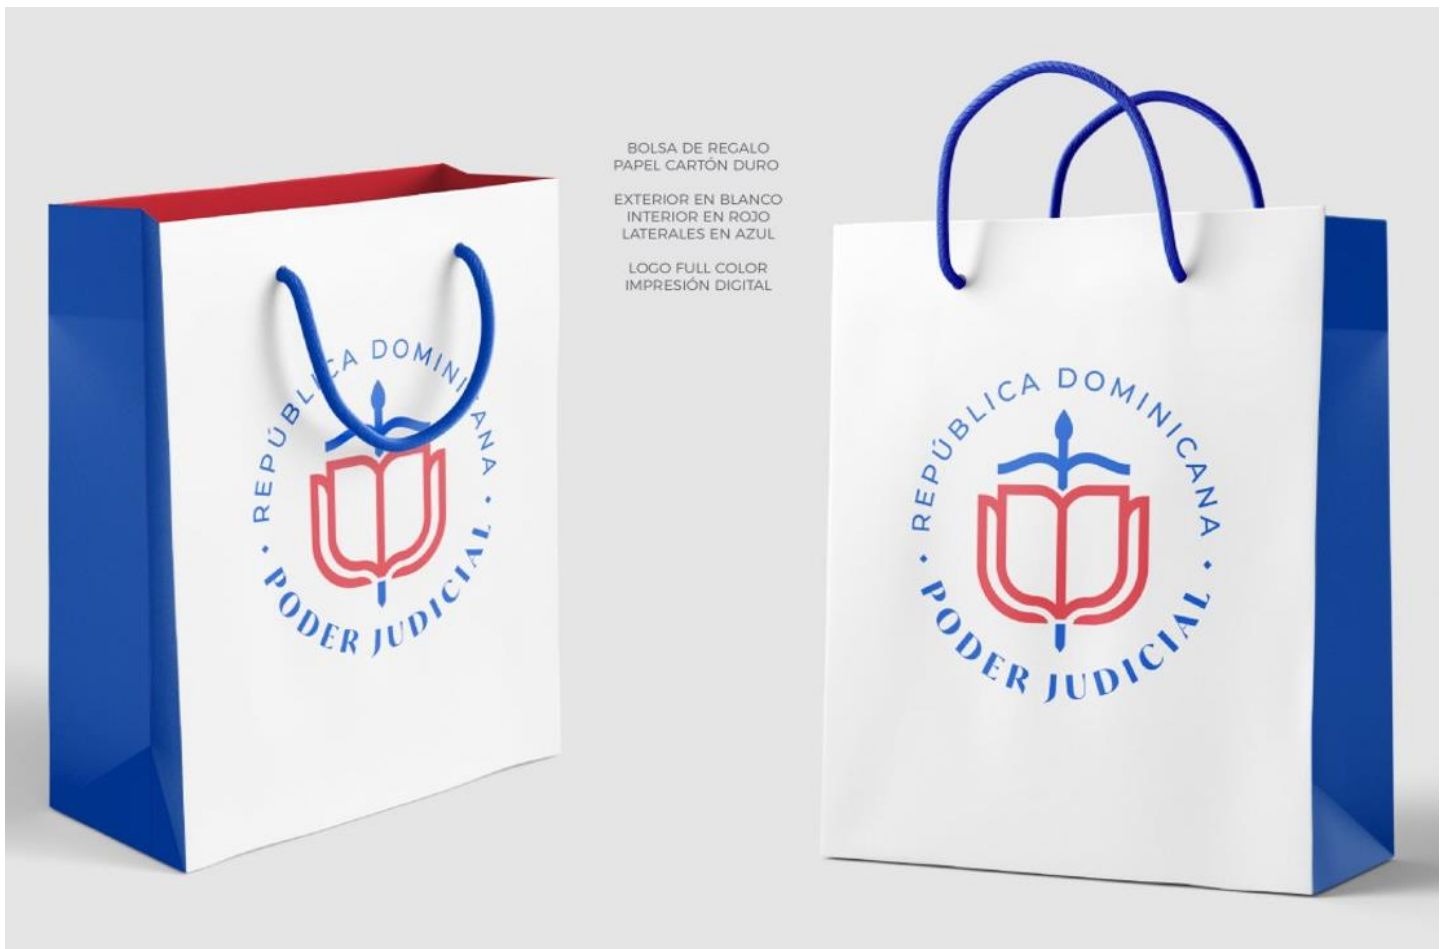 BOLSA DE REGALO
PAPEL CARTÓN DURO
EXTERIOR EN BLANCO
INTERIOR EN ROJO
LATERALES EN AZUL
LOGO FULL COLOR
IMPRESIÓN DIGITAL
REPÚBLICA DOMINICANA
• PODER JUDICIAL •
REPÚBLICA DOMINICANA
• PODER JUDICIAL •